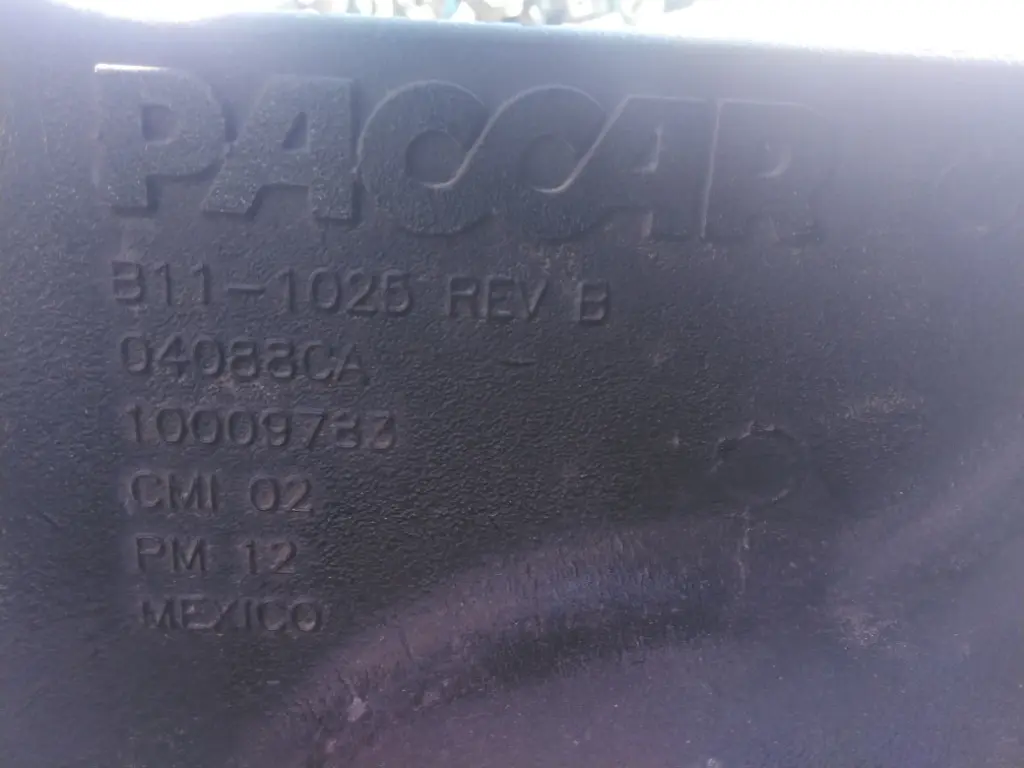 PACCAR
B11-1025 REV B
04088CA
10009733
CMI 02
PM 12
MEXICO